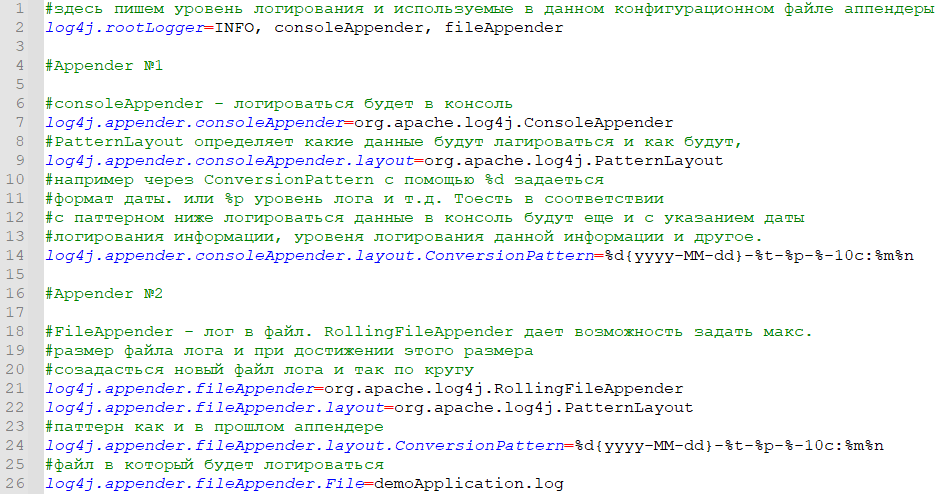 1 #здесь пишем уровень логирования и используемые в данном конфигурационном файле аппендеры
2 log4j.rootLogger=INFO, consoleAppender, fileAppender
3
4 #Appender №1
5
6 #consoleAppender - логироваться будет в консоль
7 log4j.appender.consoleAppender=org.apache.log4j.ConsoleAppender
8 #PatternLayout определяет какие данные будут лагироваться и как будут,
9 log4j.appender.consoleAppender.layout=org.apache.log4j.PatternLayout
10 #например через ConversionPattern с помощью %d задаеться
11 #формат даты. или %p уровень лога и т.д. Тоесть в соответствии
12 #с паттерном ниже логироваться данные в консоль будут еще и с указанием даты
13 #логирования информации, уровеня логирования данной информации и другое.
14 log4j.appender.consoleAppender.layout.ConversionPattern=%d{yyyy-MM-dd}-%t-%p-%-10c:%m%n
15
16 #Appender №2
17
18 #FileAppender - лог в файл. RollingFileAppender дает возможность задать макс.
19 #размер файла лога и при достижении этого размера
20 #созадасться новый файл лога и так по кругу
21 log4j.appender.fileAppender=org.apache.log4j.RollingFileAppender
22 log4j.appender.fileAppender.layout=org.apache.log4j.PatternLayout
23 #паттерн как и в прошлом аппендере
24 log4j.appender.fileAppender.layout.ConversionPattern=%d{yyyy-MM-dd}-%t-%p-%-10c:%m%n
25 #файл в который будет логироваться
26 log4j.appender.fileAppender.File=demoApplication.log